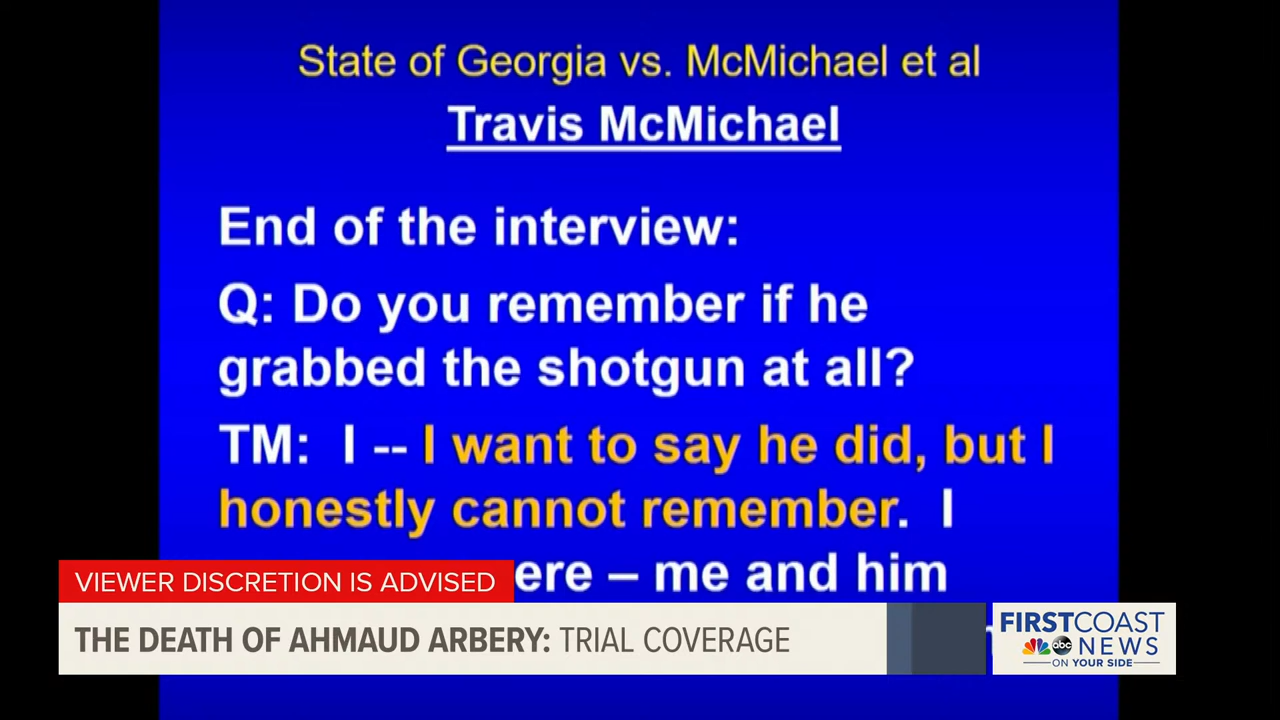 State of Georgia vs. McMichael et al
Travis McMichael
End of the interview:
Q: Do you remember if he
grabbed the shotgun at all?
TM: I -- I want to say he did, but I
honestly cannot remember. I
ere – me and him
VIEWER DISCRETION IS ADVISED
THE DEATH OF AHMAUD ARBERY: TRIAL COVERAGE
FIRST COAST
abc NEWS
ON YOUR SIDE